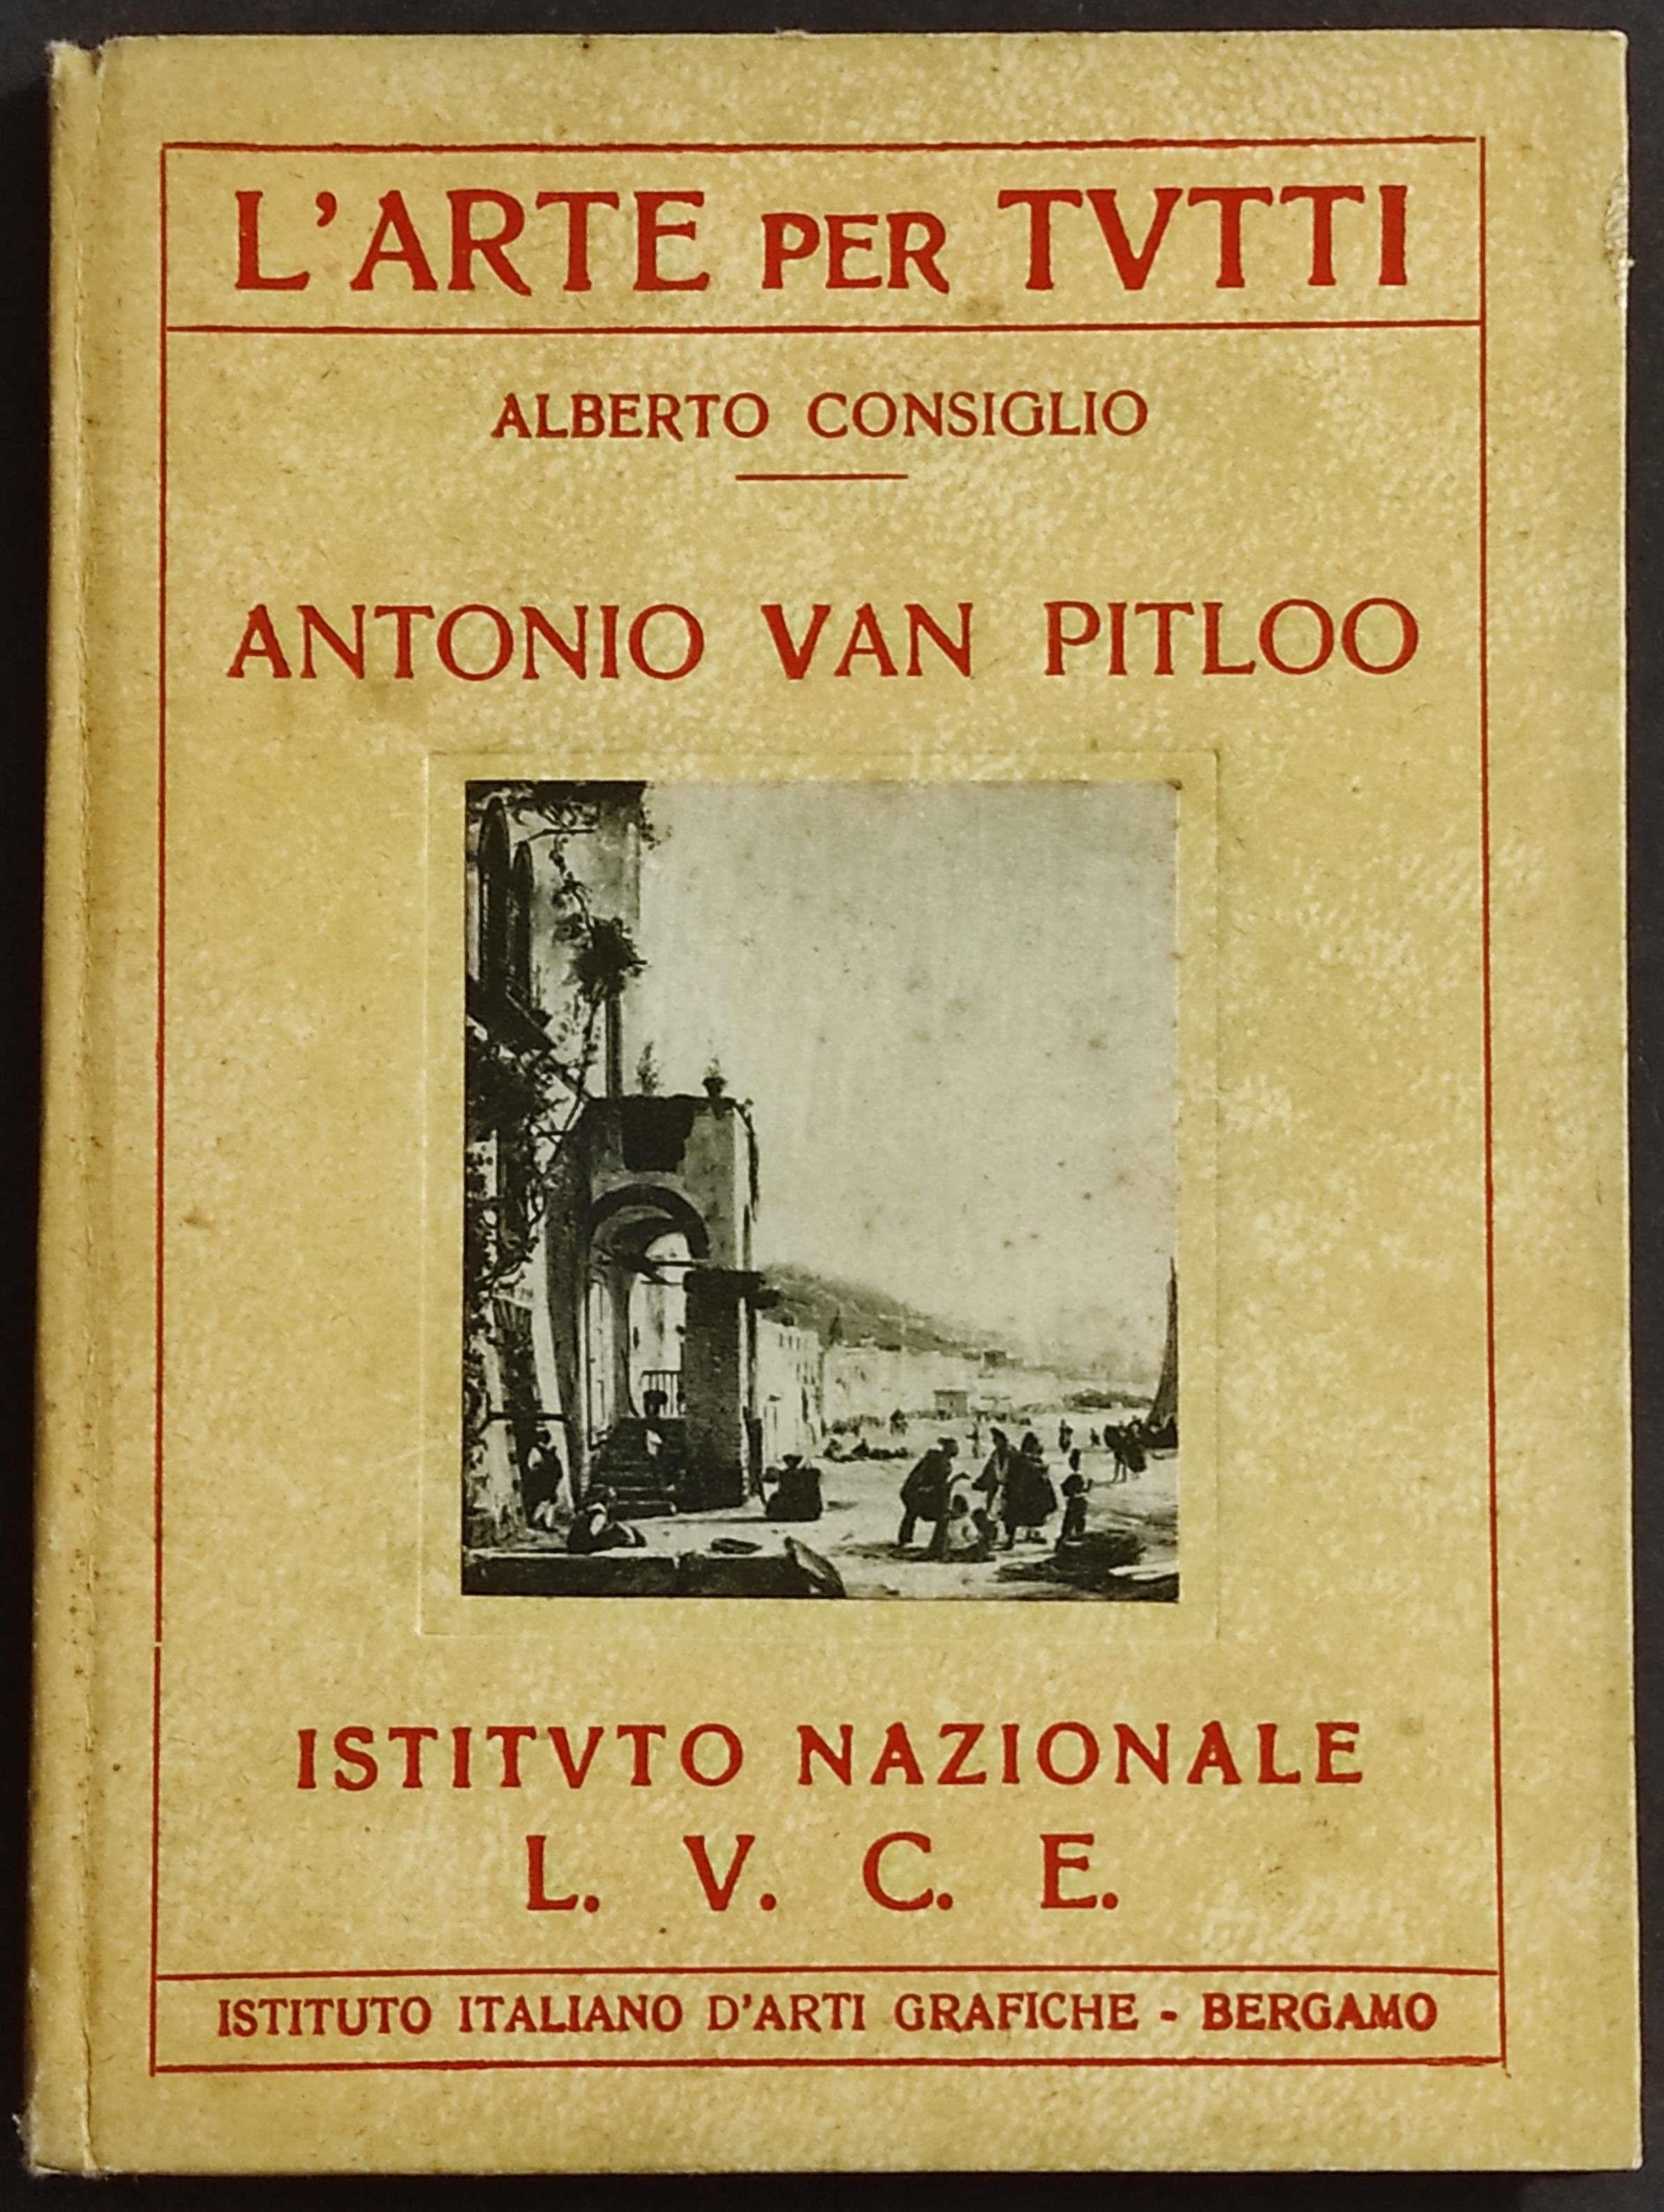 L'ARTE PER TVTTI
ALBERTO CONSIGLIO
ANTONIO VAN PITLOO
ISTITVTO NAZIONALE
L. V. C. E.
ISTITUTO ITALIANO D'ARTI GRAFICHE - BERGAMO